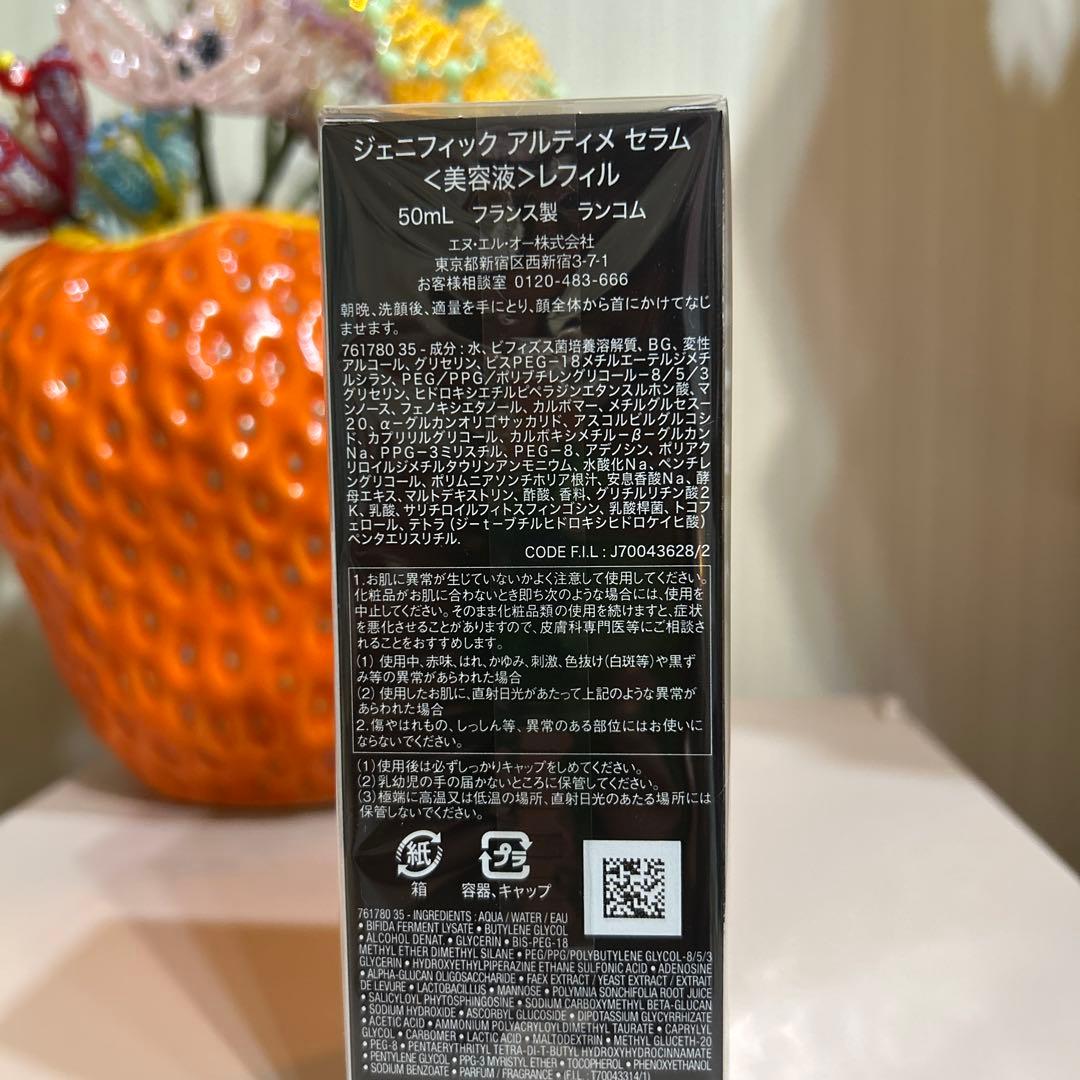 ジェニフィック アルティメ セラム
<美容液>レフィル
50mL フランス製 ランコム
エヌ・エル・オー株式会社
東京都新宿区西新宿3-7-1
お客様相談室 0120-483-666
朝晩、洗顔後、適量を手にとり、顔全体から首にかけてなじ
ませます。
761780 35 - 成分 : 水、ビフィズス菌培養溶解質、BG、変性
アルコール、グリセリン、ビスPEG－18メチルエーテルジメチ
ルシラン、PEG／PPG／ポリブチレングリコール－8／5／3
グリセリン、ヒドロキシエチルピペラジンエタンスルホン酸、マ
ンノース、フェノキシエタノール、カルボマー、メチルグルセス－
20、α－グルカンオリゴサッカリド、アスコルビルグルコシ
ド、カプリリルグリコール、カルボキシメチル－β－グルカン
Na、PPG－3ミリスチル、PEG－8、アデノシン、ポリアク
リロイルジメチルタウリンアンモニウム、水酸化Na、ペンチレ
ングリコール、ポリムニアソンチホリア根汁、安息香酸Na、酵
母エキス、マルトデキストリン、酢酸、香料、グリチルリチン酸2
K、乳酸、サリチロイルフィトスフィンゴシン、乳酸桿菌、トコフ
ェロール、テトラ（ジーt－ブチルヒドロキシヒドロケイヒ酸）
ペンタエリスリチル.
CODE F.I.L : J70043628/2
1.お肌に異常が生じていないかよく注意して使用してください。
化粧品がお肌に合わないとき即ち次のような場合には、使用を
中止してください。そのまま化粧品類の使用を続けますと、症状
を悪化させることがありますので、皮膚科専門医等にご相談さ
れることをおすすめします。
(1) 使用中、赤味、はれ、かゆみ、刺激、色抜け(白斑等)や黒ず
み等の異常があらわれた場合
(2) 使用したお肌に、直射日光があたって上記のような異常が
あらわれた場合
2.傷やはれもの、しっしん等、異常のある部位にはお使いに
ならないでください。
(1)使用後は必ずしっかりキャップをしめてください。
(2)乳幼児の手の届かないところに保管してください。
(3)極端に高温又は低温の場所、直射日光のあたる場所には
保管しないでください。
紙 プラ
箱 容器、キャップ
761780 35 - INGREDIENTS : AQUA / WATER / EAU
• BIFIDA FERMENT LYSATE • BUTYLENE GLYCOL
• ALCOHOL DENAT. • GLYCERIN • BIS-PEG-18
METHYL ETHER DIMETHYL SILANE • PEG/PPG/POLYBUTYLENE GLYCOL-8/5/3
GLYCERIN • HYDROXYETHYLPIPERAZINE ETHANE SULFONIC ACID • ADENOSINE
• ALPHA-GLUCAN OLIGOSACCHARIDE • FAEX EXTRACT / YEAST EXTRACT / EXTRAIT
DE LEVURE • LACTOBACILLUS • MANNOSE • POLYMNIA SONCHIFOLIA ROOT JUICE
• SALICYLOYL PHYTOSPHINGOSINE • SODIUM CARBOXYMETHYL BETA-GLUCAN
• SODIUM HYDROXIDE • ASCORBYL GLUCOSIDE • DIPOTASSIUM GLYCYRRHIZATE
• ACETIC ACID • AMMONIUM POLYACRYLOYLDIMETHYL TAURATE • CAPRYLYL
GLYCOL • CARBOMER • LACTIC ACID • MALTODEXTRIN • METHYL GLUCETH-20
• PEG-8 • PENTAERYTHRITYL TETRA-DI-T-BUTYL HYDROXYHYDROCINNAMATE
• PENTYLENE GLYCOL • PPG-3 MYRISTYL ETHER • TOCOPHEROL • PHENOXYETHANOL
• SODIUM BENZOATE • PARFUM / FRAGRANCE • (F.I.L : T70043314/1)